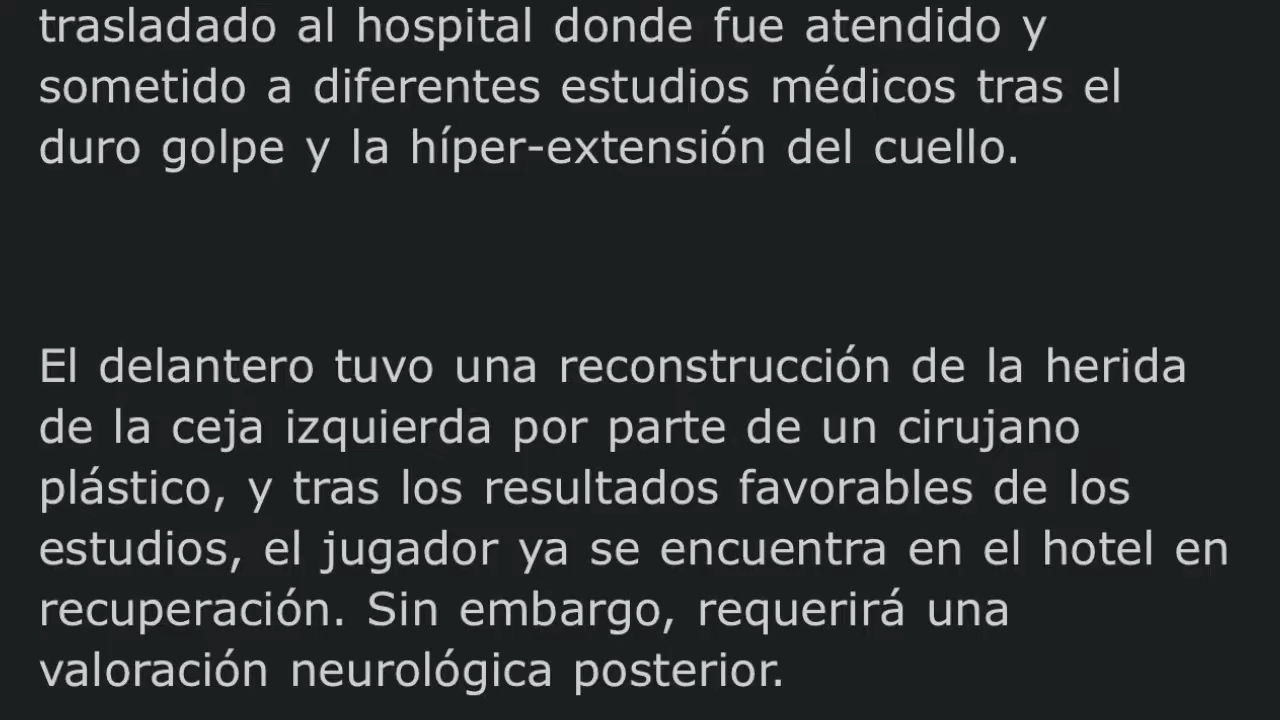 trasladado al hospital donde fue atendido y
sometido a diferentes estudios médicos tras el
duro golpe y la híper-extensión del cuello.
El delantero tuvo una reconstrucción de la herida
de la ceja izquierda por parte de un cirujano
plástico, y tras los resultados favorables de los
estudios, el jugador ya se encuentra en el hotel en
recuperación. Sin embargo, requerirá una
valoración neurológica posterior.